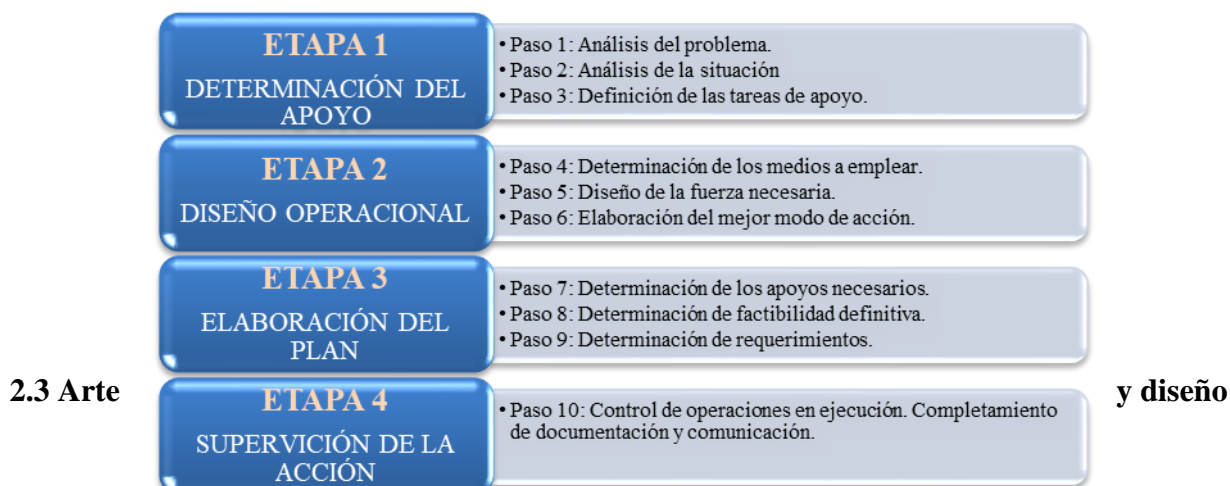 ETAPA 1
DETERMINACIÓN DEL
APOYO
• Paso 1: Análisis del problema.
• Paso 2: Análisis de la situación
• Paso 3: Definición de las tareas de apoyo.
ETAPA 2
DISEÑO OPERACIONAL
• Paso 4: Determinación de los medios a emplear.
• Paso 5: Diseño de la fuerza necesaria.
• Paso 6: Elaboración del mejor modo de acción.
ETAPA 3
ELABORACIÓN DEL
PLAN
• Paso 7: Determinación de los apoyos necesarios.
• Paso 8: Determinación de factibilidad definitiva.
• Paso 9: Determinación de requerimientos.
2.3 Arte y diseño
ETAPA 4
SUPERVICIÓN DE LA
ACCIÓN
• Paso 10: Control de operaciones en ejecución. Completamiento
de documentación y comunicación.